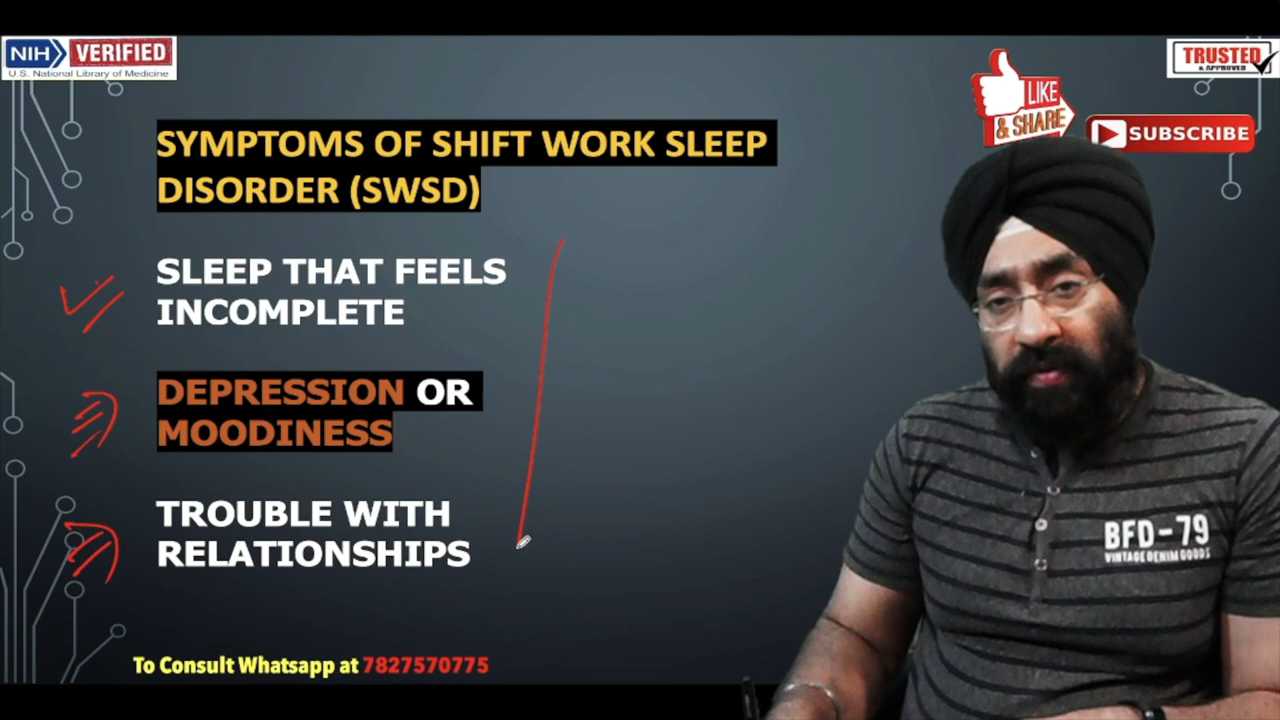 NIH VERIFIED
U.S. National Library of Medicine
TRUSTED
& APPROVED
LIKE
& SHARE
SUBSCRIBE
SYMPTOMS OF SHIFT WORK SLEEP
DISORDER (SWSD)
SLEEP THAT FEELS
INCOMPLETE
DEPRESSION OR
MOODINESS
TROUBLE WITH
RELATIONSHIPS
BFD-79
VINTAGE DENIM GOODS
To Consult Whatsapp at 7827570775